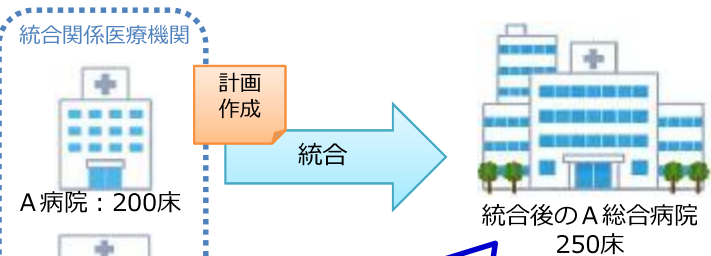 統合関係医療機関
計画
作成
統合
A病院：200床
統合後のA総合病院
250床